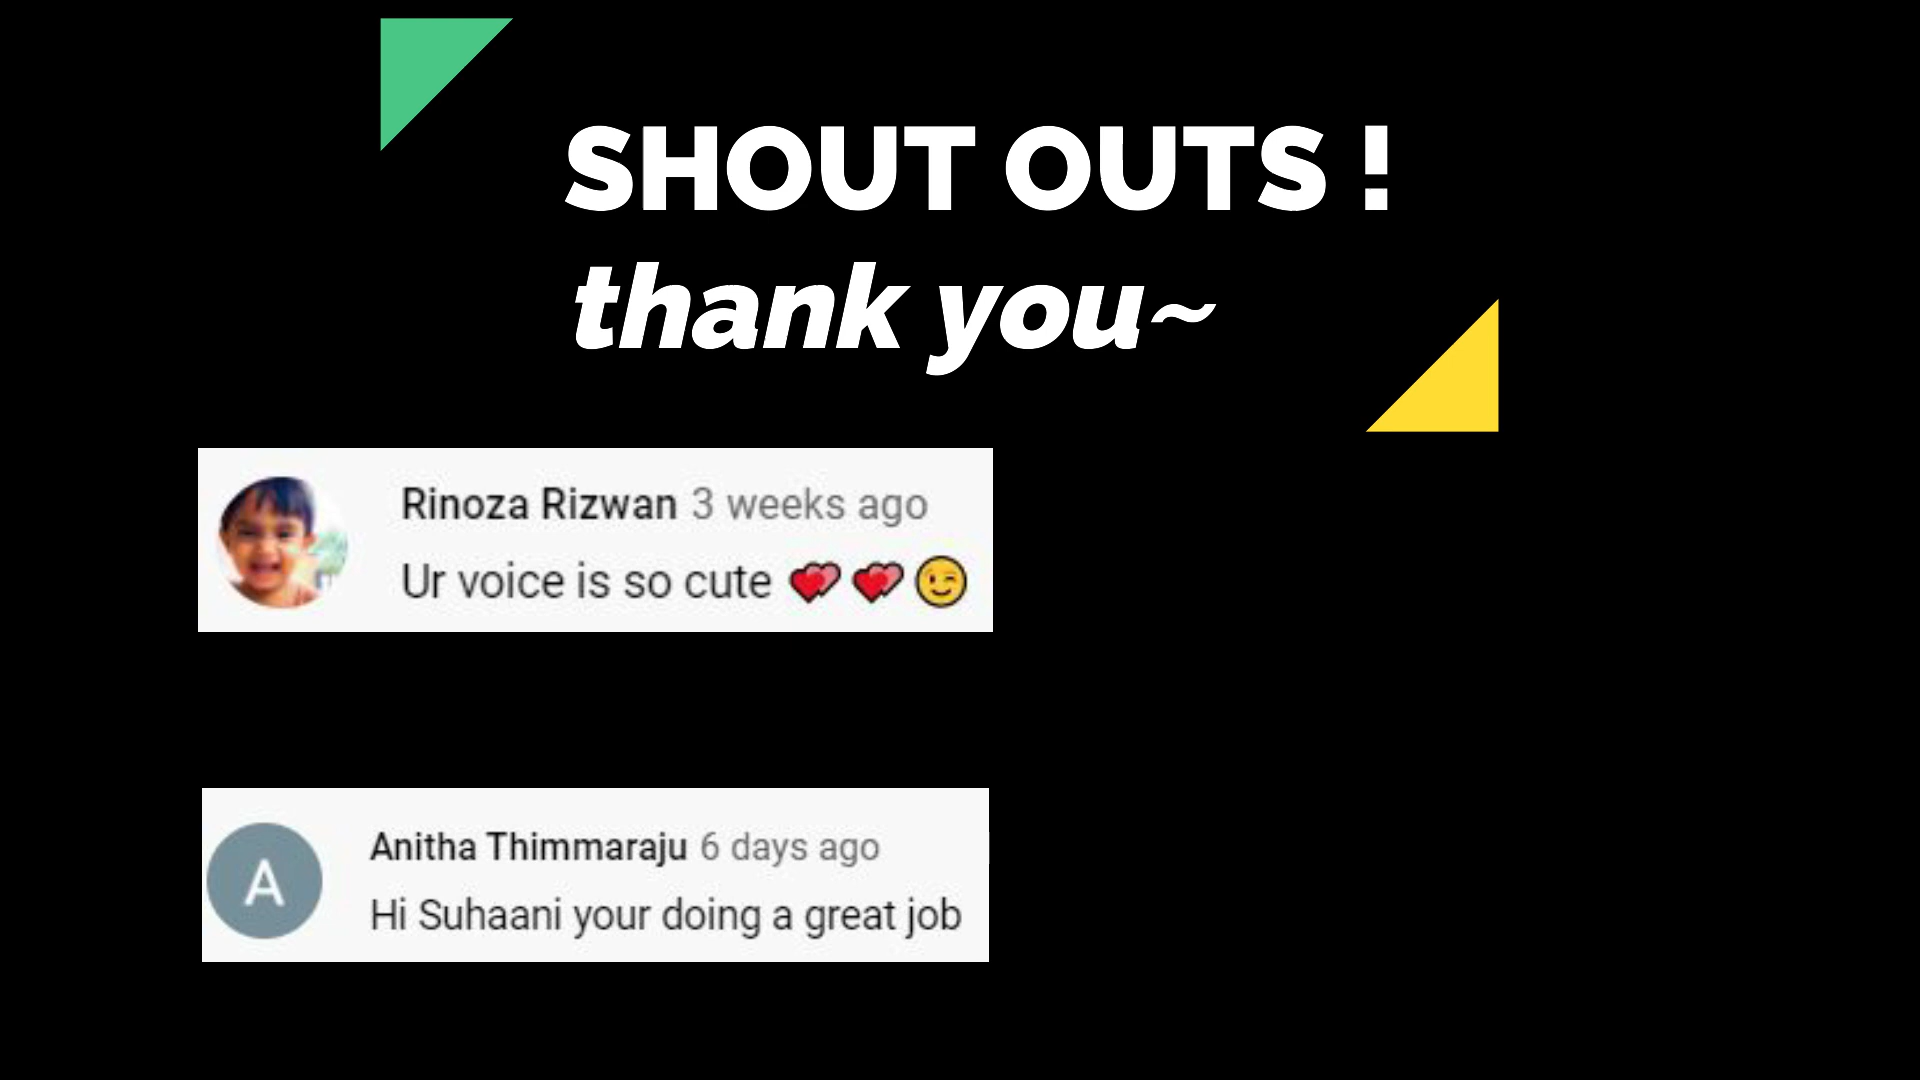 SHOUT OUTS !
thank you~
Rinoza Rizwan 3 weeks ago
Ur voice is so cute 💞💞😉
A
Anitha Thimmaraju 6 days ago
Hi Suhaani your doing a great job